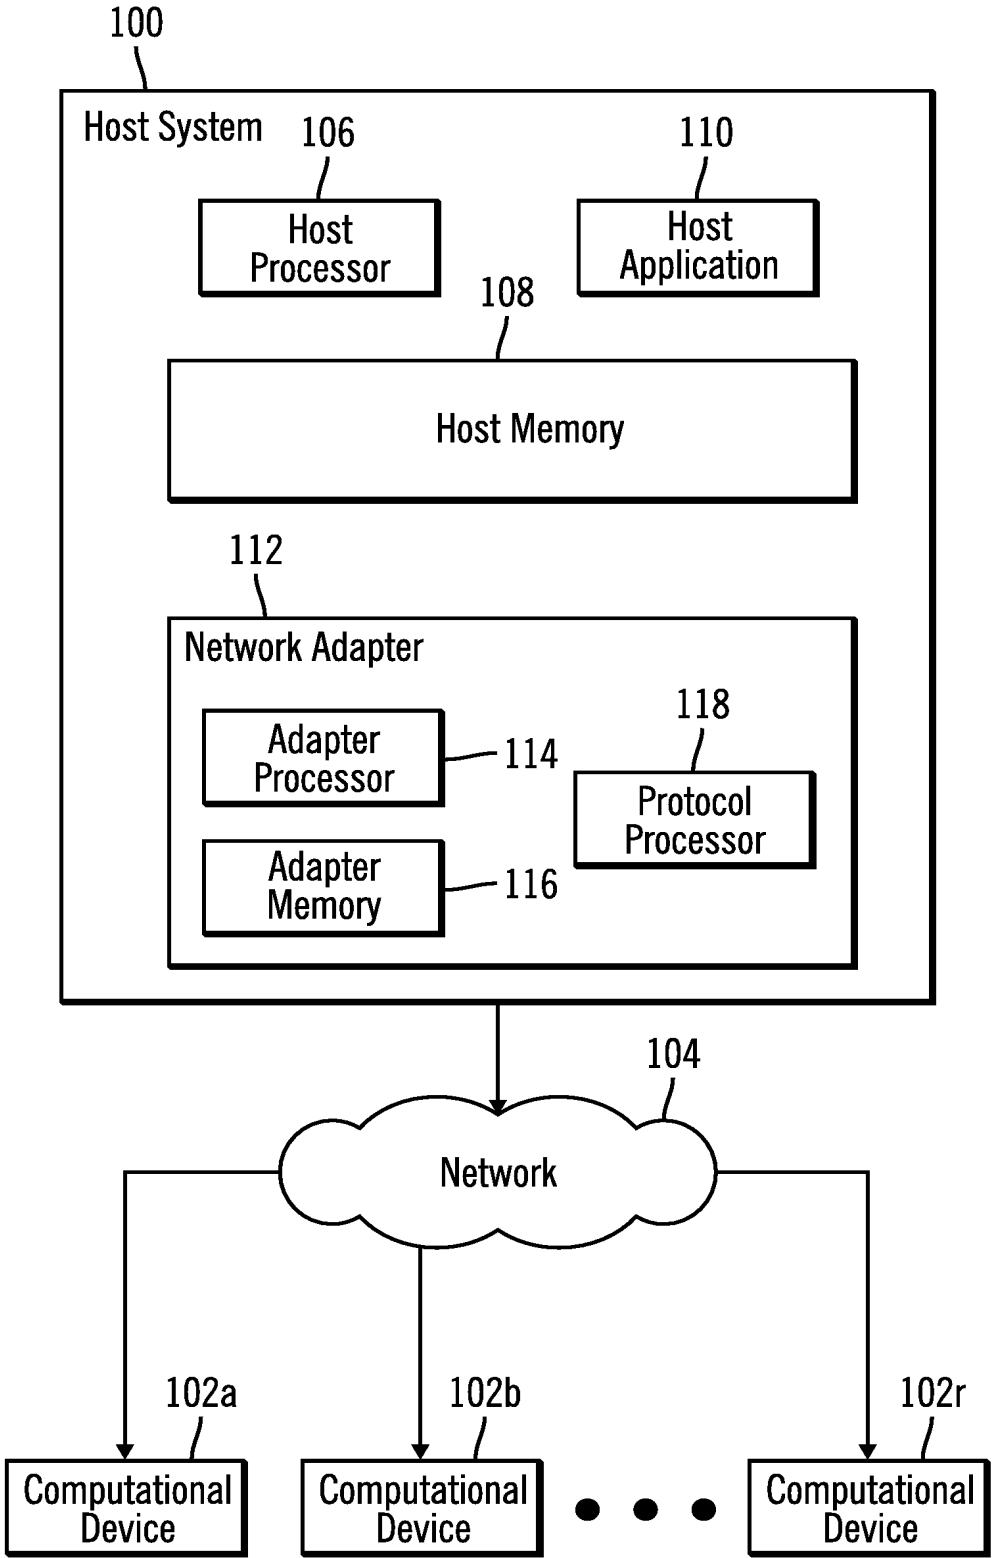 100
Host System
106
110
Host
Processor
Host
Application
108
Host Memory
112
Network Adapter
118
Adapter
Processor
114
Protocol
Processor
Adapter
Memory
116
104
Network
102a
102b
102r
Computational
Device
Computational
Device
Computational
Device